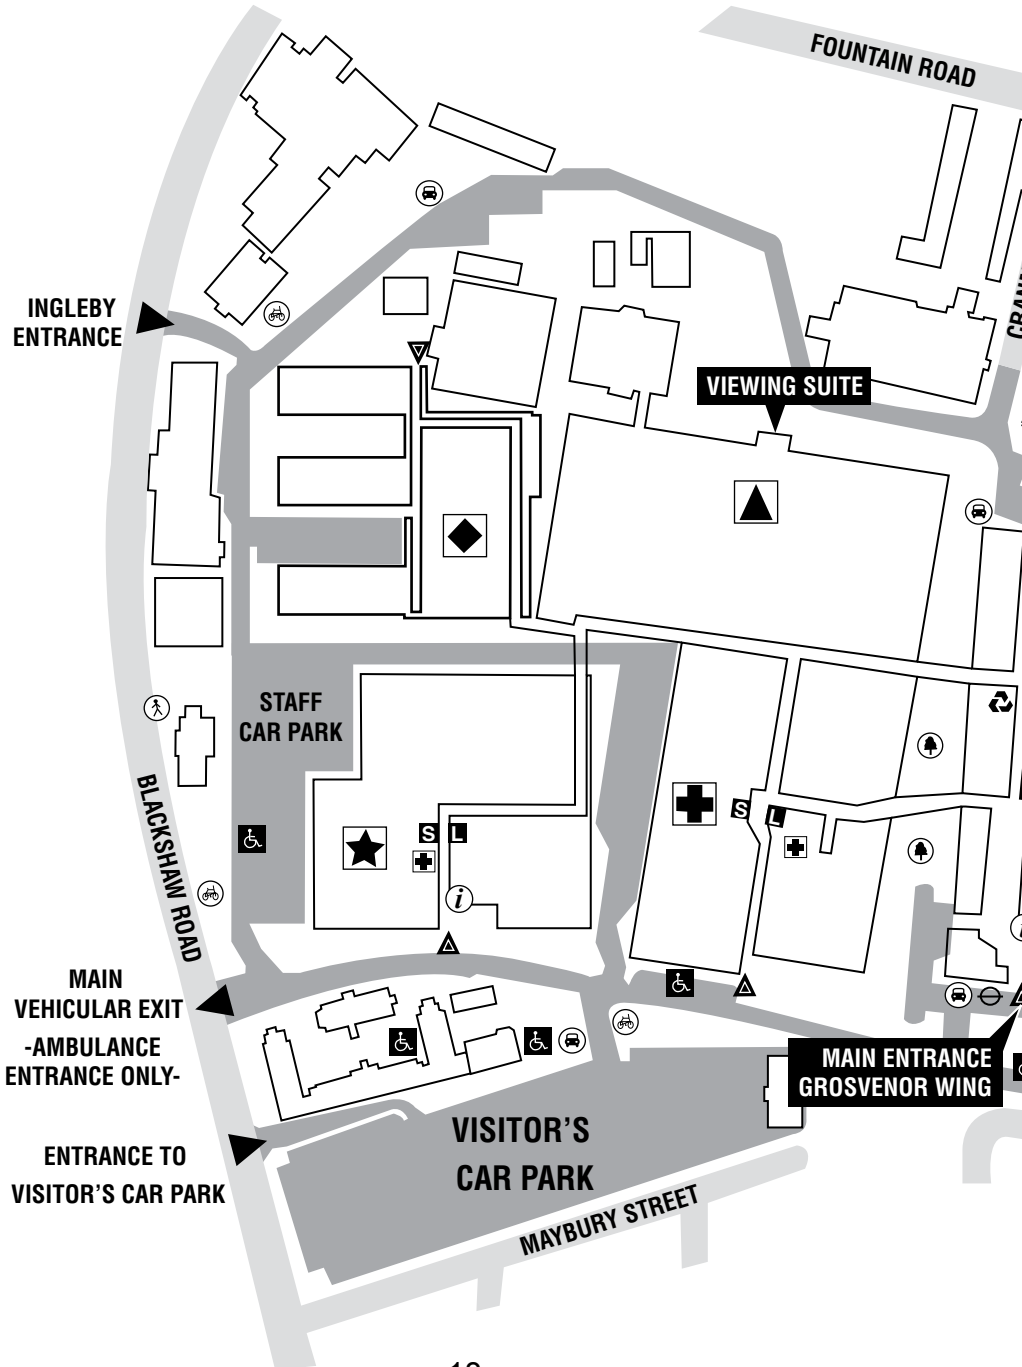 FOUNTAIN ROAD
INGLEBY
ENTRANCE
VIEWING SUITE
STAFF
CAR PARK
BLACKSHAW ROAD
S
L
S
L
i
MAIN
VEHICULAR EXIT
-AMBULANCE
ENTRANCE ONLY-
MAIN ENTRANCE
GROSVENOR WING
ENTRANCE TO
VISITOR'S CAR PARK
VISITOR'S
CAR PARK
MAYBURY STREET